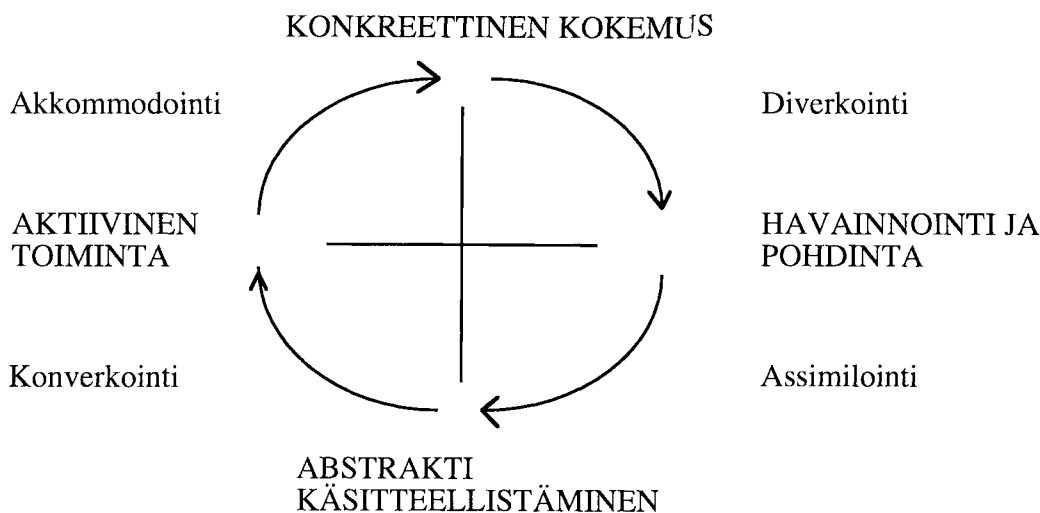 KONKREETTINEN KOKEMUS
Akkommodointi
Diverkointi
AKTIIVINEN
TOIMINTA
HAVAINNOINTI JA
POHDINTA
Konverkointi
Assimilointi
ABSTRAKTI
KÄSITTEELLISTÄMINEN